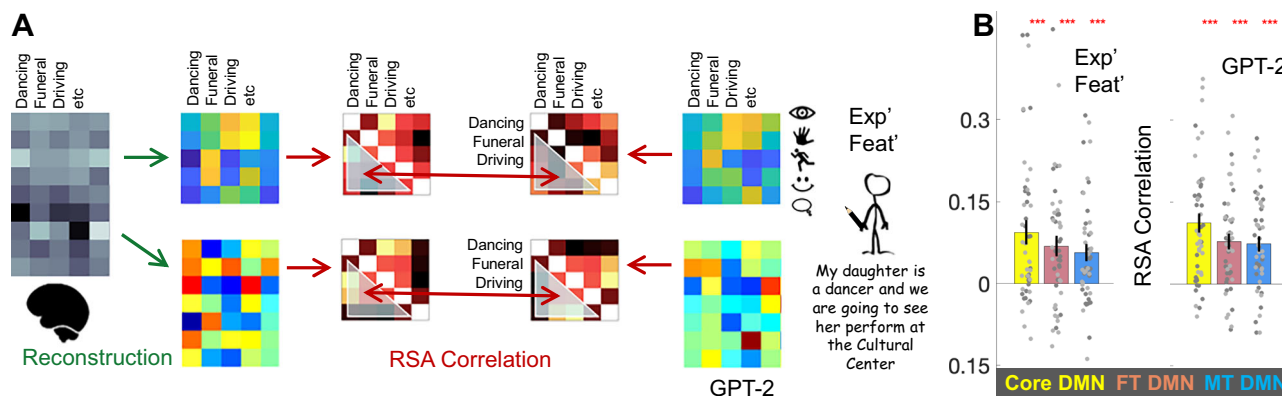 A
Dancing
Funeral
Driving
etc
Dancing
Funeral
Driving
etc
Dancing
Funeral
Driving
etc
Dancing
Funeral
Driving
etc
Dancing
Funeral
Driving
etc
Dancing
Funeral
Driving
Dancing
Funeral
Driving
Exp'
Feat'
My daughter is
a dancer and we
are going to see
her perform at
the Cultural
Center
Reconstruction
RSA Correlation
GPT-2
B
*** *** ***
*** *** ***
Exp'
Feat'
GPT-2
RSA Correlation
0.3
0.15
0
0.15
Core DMN FT DMN MT DMN